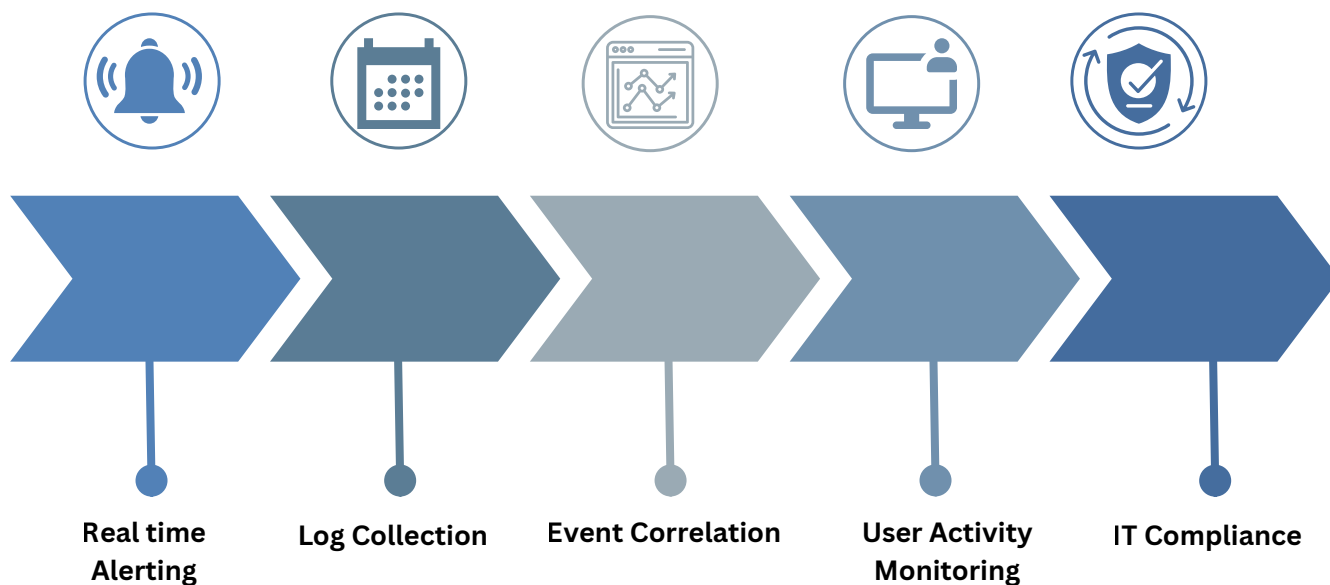 Real time
Alerting
Log Collection
Event Correlation
User Activity
Monitoring
IT Compliance